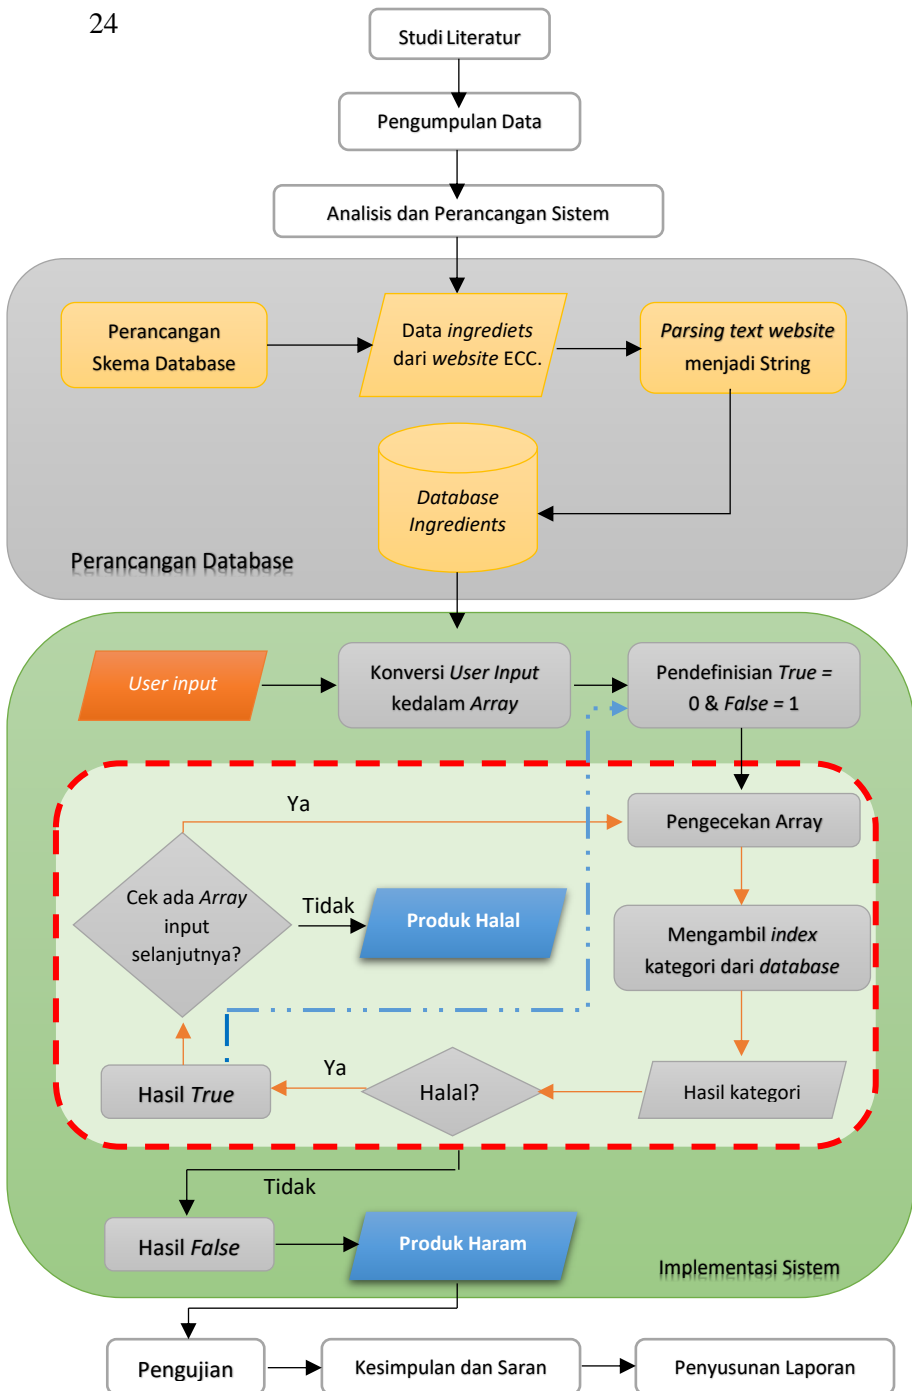 24
Studi Literatur
Pengumpulan Data
Analisis dan Perancangan Sistem
Perancangan
Skema Database
Data ingrediets
dari website ECC.
Parsing text website
menjadi String
Database
Ingredients
Perancangan Database
User input
Konversi User Input
kedalam Array
Pendefinisian True =
0 & False = 1
Ya
Pengecekan Array
Cek ada Array
input
selanjutnya?
Tidak
Produk Halal
Mengambil index
kategori dari database
Hasil True
Ya
Halal?
Hasil kategori
Tidak
Hasil False
Produk Haram
Implementasi Sistem
Pengujian
Kesimpulan dan Saran
Penyusunan Laporan